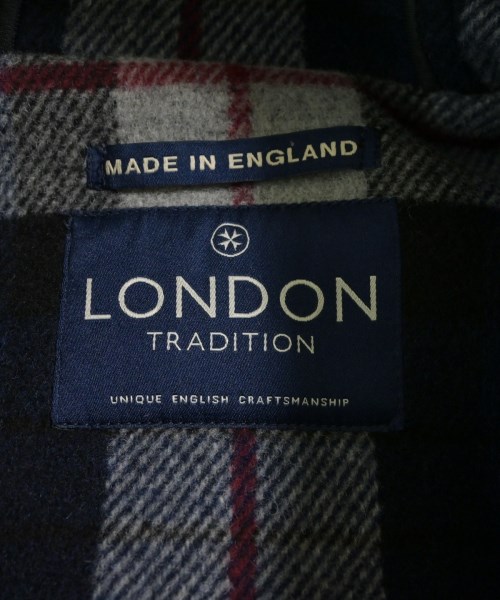 MADE IN ENGLAND
LONDON
TRADITION
UNIQUE ENGLISH CRAFTSMANSHIP